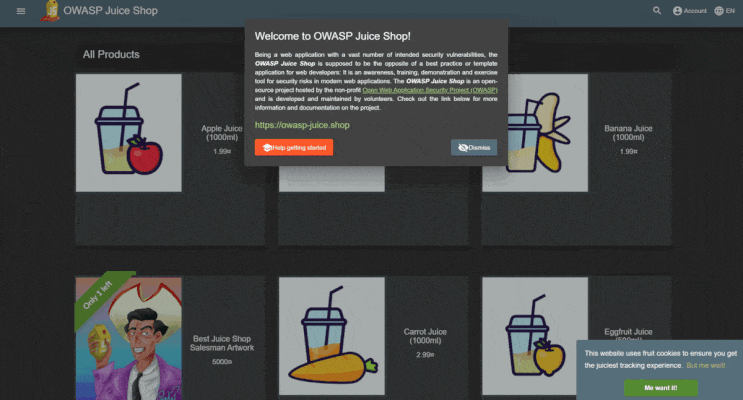 OWASP Juice Shop
Account
EN
Welcome to OWASP Juice Shop!
Being a web application with a vast number of intended security vulnerabilities, the
OWASP Juice Shop is supposed to be the opposite of a best practice or template
application for web developers: It is an awareness, training, demonstration and exercise
tool for security risks in modern web applications. The OWASP Juice Shop is an open-
source project hosted by the non-profit Open Web Application Security Project (OWASP)
and is developed and maintained by volunteers. Check out the link below for more
information and documentation on the project.
https://owasp-juice.shop
Help getting started
Dismiss
All Products
Apple Juice
(1000ml)
1.99¤
Banana Juice
(1000ml)
1.99¤
Only 1 left
Best Juice Shop
Salesman Artwork
5000¤
Carrot Juice
(1000ml)
2.99¤
Eggfruit Juice
(500ml)
This website uses fruit cookies to ensure you get
the juiciest tracking experience. But me wait!
Me want it!